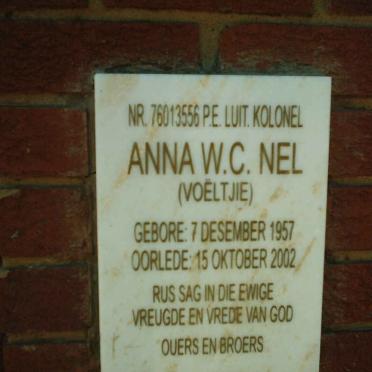 NR. 76013556 P.E. LUIT. KOLONEL
ANNA W.C. NEL
(VOËLTJIE)
GEBORE: 7 DESEMBER 1957
OORLEDE: 15 OKTOBER 2002
RUS SAG IN DIE EWIGE
VREUGDE EN VREDE VAN GOD
OUERS EN BROERS